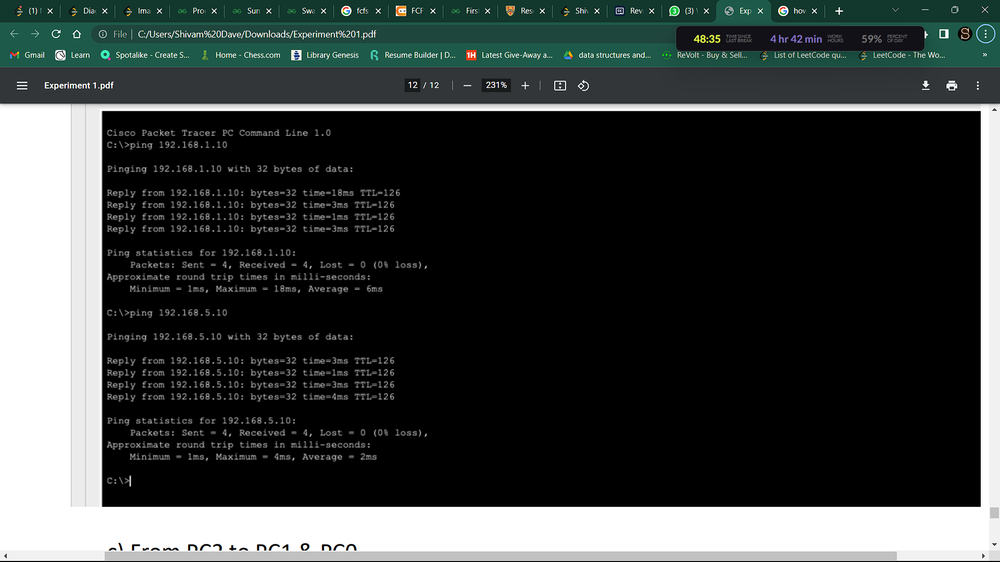 (1) M
Dia
Ima
Pro
Sun
Swa
fcfs
FCF
First
Res
Shiv
Rev
(3)
Exp
how
File
C:/Users/Shivam%20Dave/Downloads/Experiment%201.pdf
48:35 TIME SINCE LAST BREAK 4 hr 42 min WORK HOURS 59% PERCENT OF DAY
S
Gmail
Learn
Spotalike - Create S...
Home - Chess.com
Library Genesis
Resume Builder | D...
1H Latest Give-Away a...
data structures and...
ReVolt - Buy & Sell...
List of LeetCode qu...
LeetCode - The Wo...
»
Experiment 1.pdf
12 / 12
231%
Cisco Packet Tracer PC Command Line 1.0
C:\>ping 192.168.1.10
Pinging 192.168.1.10 with 32 bytes of data:
Reply from 192.168.1.10: bytes=32 time=18ms TTL=126
Reply from 192.168.1.10: bytes=32 time=3ms TTL=126
Reply from 192.168.1.10: bytes=32 time=1ms TTL=126
Reply from 192.168.1.10: bytes=32 time=3ms TTL=126
Ping statistics for 192.168.1.10:
Packets: Sent = 4, Received = 4, Lost = 0 (0% loss),
Approximate round trip times in milli-seconds:
Minimum = 1ms, Maximum = 18ms, Average = 6ms
C:\>ping 192.168.5.10
Pinging 192.168.5.10 with 32 bytes of data:
Reply from 192.168.5.10: bytes=32 time=3ms TTL=126
Reply from 192.168.5.10: bytes=32 time=1ms TTL=126
Reply from 192.168.5.10: bytes=32 time=3ms TTL=126
Reply from 192.168.5.10: bytes=32 time=4ms TTL=126
Ping statistics for 192.168.5.10:
Packets: Sent = 4, Received = 4, Lost = 0 (0% loss),
Approximate round trip times in milli-seconds:
Minimum = 1ms, Maximum = 4ms, Average = 2ms
C:\>
c) From PC2 to PC1 & PC0